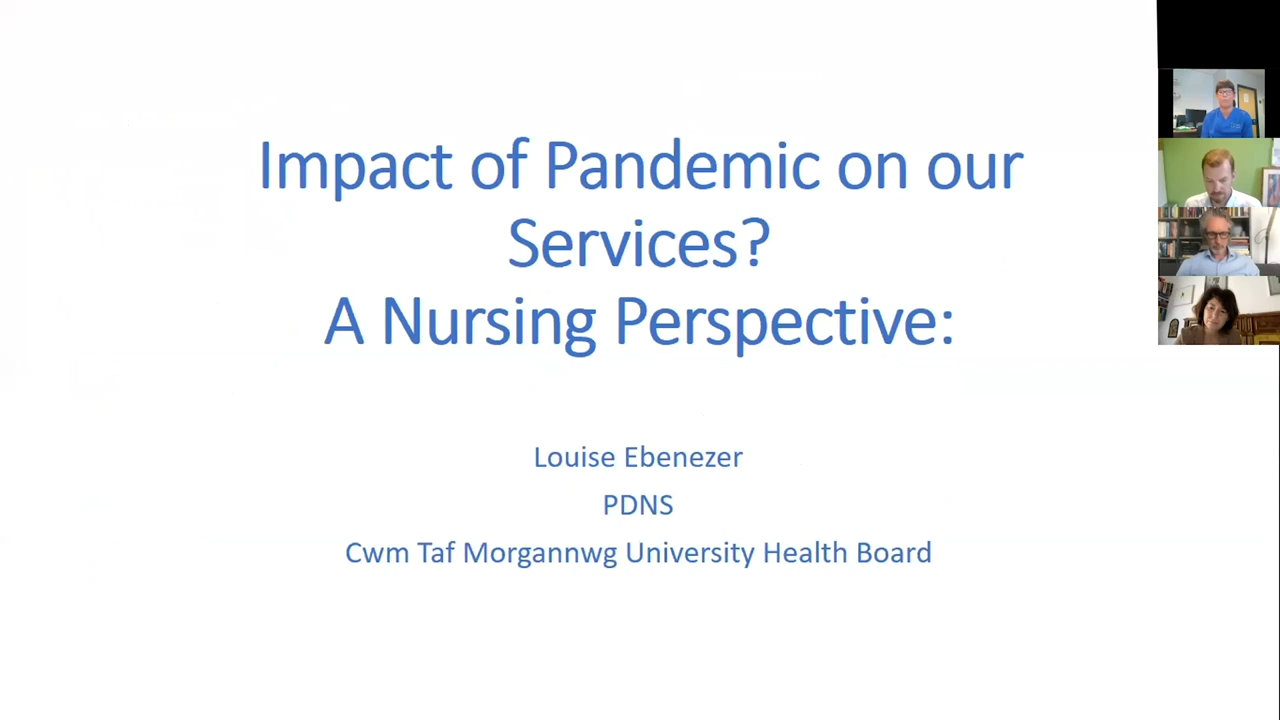 Impact of Pandemic on our
Services?
A Nursing Perspective:
Louise Ebenezer
PDNS
Cwm Taf Morgannwg University Health Board